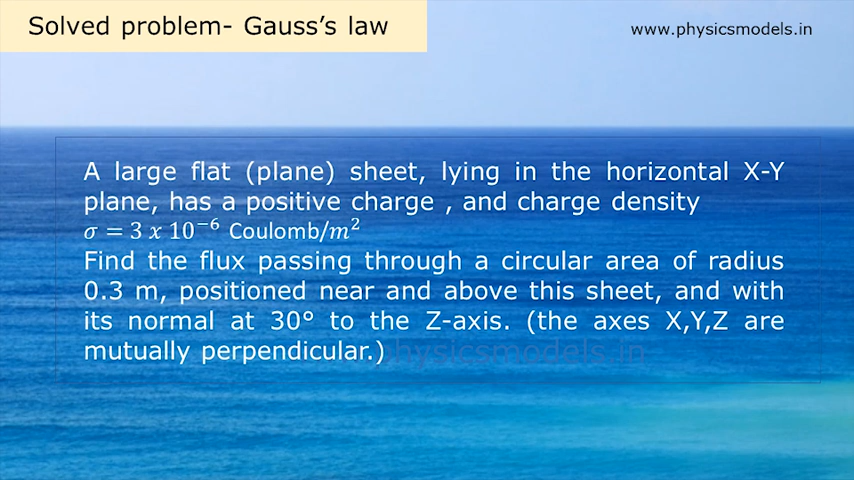 Solved problem- Gauss's law
www.physicsmodels.in
A large flat (plane) sheet, lying in the horizontal X-Y
plane, has a positive charge , and charge density
σ = 3 x 10⁻⁶ Coulomb/m²
Find the flux passing through a circular area of radius
0.3 m, positioned near and above this sheet, and with
its normal at 30° to the Z-axis. (the axes X,Y,Z are
mutually perpendicular.)
physicsmodels.in